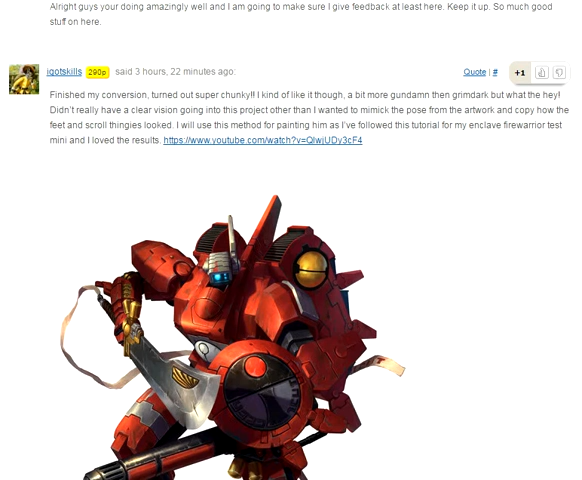 Alright guys your doing amazingly well and I am going to make sure I give feedback at least here. Keep it up. So much good
stuff on here.
igotskills 290p said 3 hours, 22 minutes ago: Quote | # +1
Finished my conversion, turned out super chunky!! I kind of like it though, a bit more gundamn then grimdark but what the hey!
Didn't really have a clear vision going into this project other than I wanted to mimick the pose from the artwork and copy how the
feet and scroll thingies looked. I will use this method for painting him as I've followed this tutorial for my enclave firewarrior test
mini and I loved the results. https://www.youtube.com/watch?v=QIwjUDy3cF4